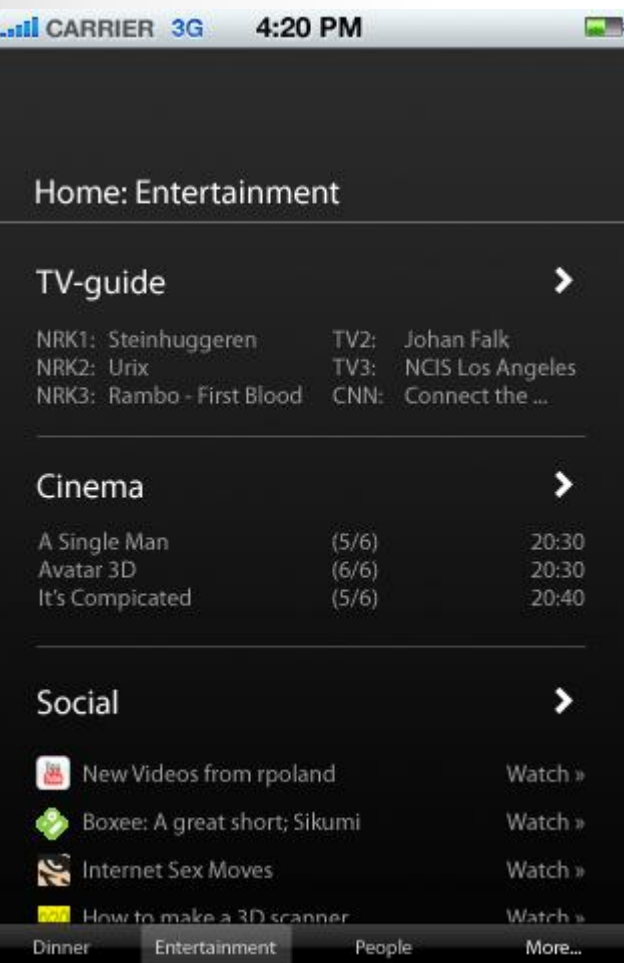 CARRIER 3G 4:20 PM
Home: Entertainment
TV-guide
NRK1: Steinhuggeren TV2: Johan Falk
NRK2: Urix TV3: NCIS Los Angeles
NRK3: Rambo - First Blood CNN: Connect the ...
Cinema
A Single Man (5/6) 20:30
Avatar 3D (6/6) 20:30
It's Compicated (5/6) 20:40
Social
New Videos from rpoland Watch »
Boxee: A great short; Sikumi Watch »
Internet Sex Moves Watch »
How to make a 3D scanner Watch »
Dinner Entertainment People More...